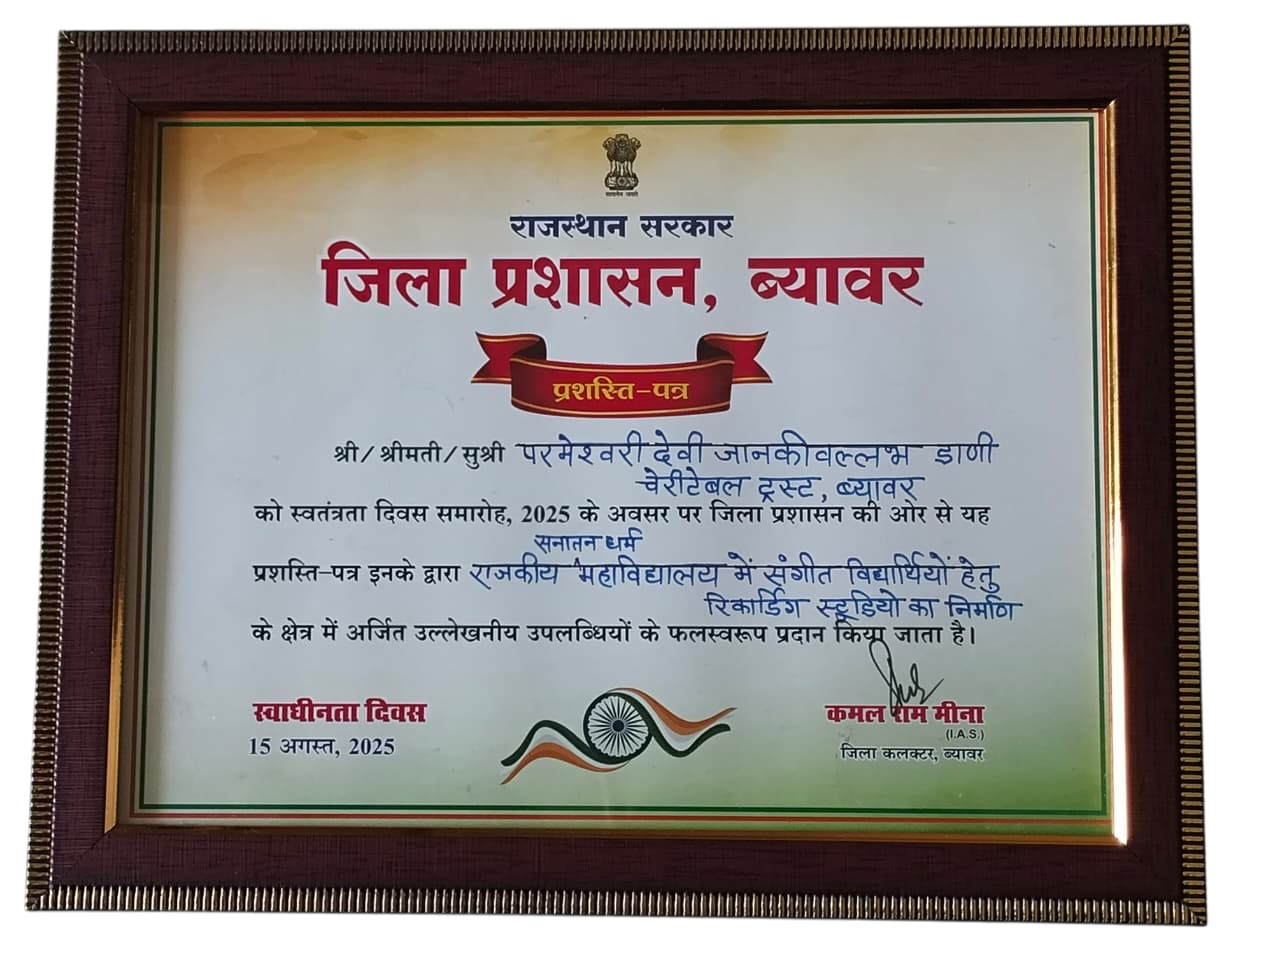 सत्यमेव जयते
राजस्थान सरकार
जिला प्रशासन, ब्यावर
प्रशस्ति-पत्र
श्री/श्रीमती/सुश्री परमेश्वरी देवी जानकीवल्लभ डाणी
चेरीटेबल ट्रस्ट, ब्यावर
को स्वतंत्रता दिवस समारोह, 2025 के अवसर पर जिला प्रशासन की ओर से यह
सनातन धर्म
प्रशस्ति-पत्र इनके द्वारा राजकीय महाविद्यालय में संगीत विद्यार्थियों हेतु
रिकार्डिंग स्टूडियो का निर्माण
के क्षेत्र में अर्जित उल्लेखनीय उपलब्धियों के फलस्वरूप प्रदान किया जाता है।
स्वाधीनता दिवस
15 अगस्त, 2025
कमल राम मीना
(I.A.S.)
जिला कलक्टर, ब्यावर